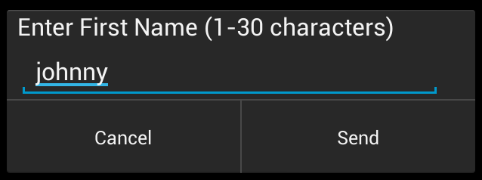 Enter First Name (1-30 characters)
johnny
Cancel Send